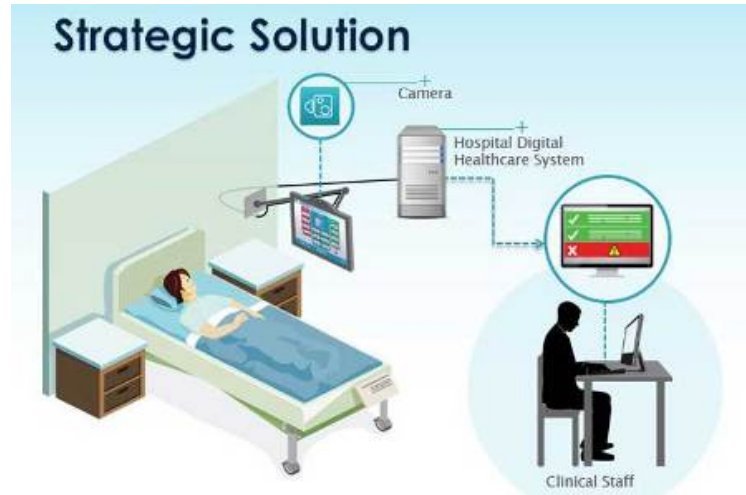 Strategic Solution
Camera
Hospital Digital
Healthcare System
Clinical Staff